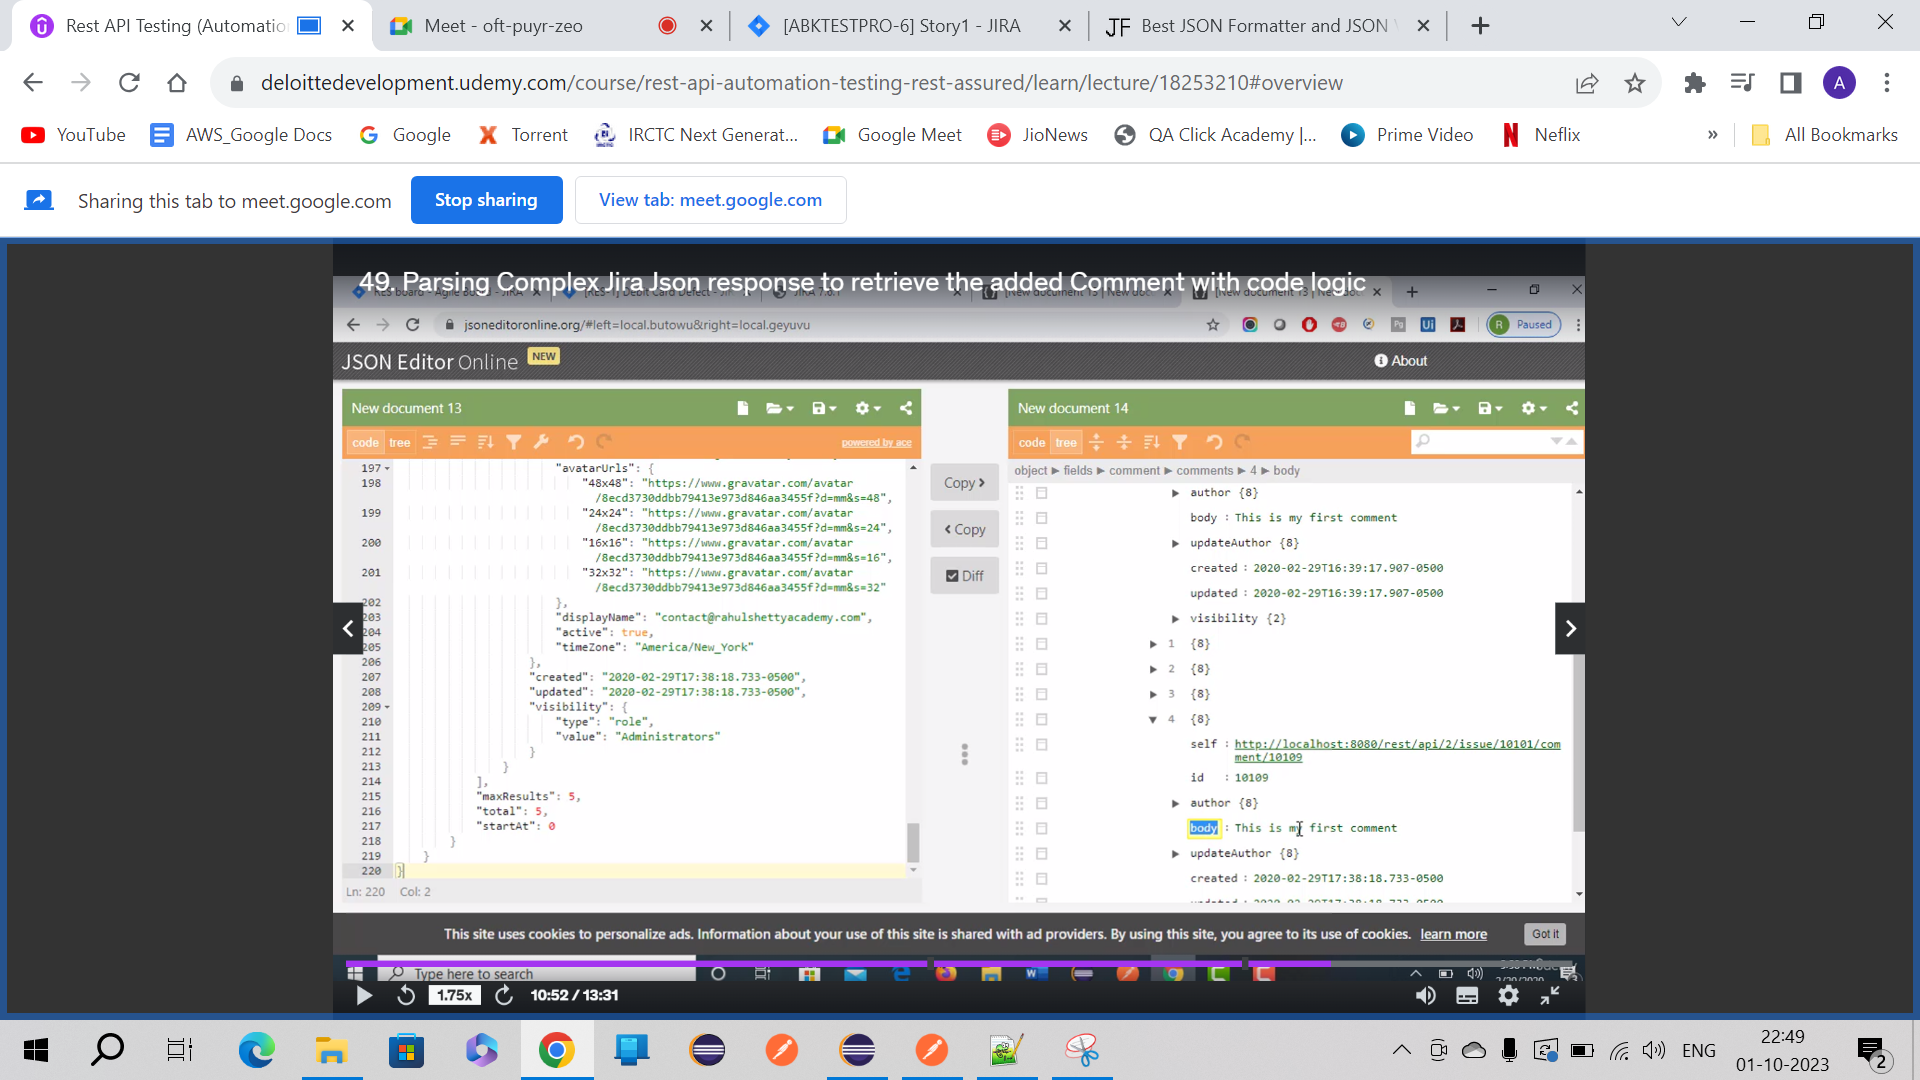 Rest API Testing (Automatio
Meet - oft-puyr-zeo
[ABKTESTPRO-6] Story1 - JIRA
JF Best JSON Formatter and JSON V
deloittedevelopment.udemy.com/course/rest-api-automation-testing-rest-assured/learn/lecture/18253210#overview
A
YouTube
AWS_Google Docs
Google
Torrent
IRCTC Next Generat...
Google Meet
JioNews
QA Click Academy |...
Prime Video
Neflix
»
All Bookmarks
Sharing this tab to meet.google.com
Stop sharing
View tab: meet.google.com
49. Parsing Complex Jira Json response to retrieve the added Comment with code logic
jsoneditoronline.org/#left=local.butowu&right=local.geyuvu
R Paused
JSON Editor Online NEW
About
New document 13
code tree
powered by ace
197 "avatarUrls": {
198 "48x48": "https://www.gravatar.com/avatar
/8ecd3730ddbb79413e973d846aa3455f?d=mm&s=48",
199 "24x24": "https://www.gravatar.com/avatar
/8ecd3730ddbb79413e973d846aa3455f?d=mm&s=24",
200 "16x16": "https://www.gravatar.com/avatar
/8ecd3730ddbb79413e973d846aa3455f?d=mm&s=16",
201 "32x32": "https://www.gravatar.com/avatar
/8ecd3730ddbb79413e973d846aa3455f?d=mm&s=32"
202 },
203 "displayName": "contact@rahulshettyacademy.com",
204 "active": true,
205 "timeZone": "America/New_York"
206 },
207 "created": "2020-02-29T17:38:18.733-0500",
208 "updated": "2020-02-29T17:38:18.733-0500",
209 "visibility": {
210 "type": "role",
211 "value": "Administrators"
212 }
213 }
214 ],
215 "maxResults": 5,
216 "total": 5,
217 "startAt": 0
218 }
219 }
220 }
Ln: 220 Col: 2
Copy >
< Copy
Diff
New document 14
code tree
object ► fields ► comment ► comments ► 4 ► body
author {8}
body : This is my first comment
updateAuthor {8}
created : 2020-02-29T16:39:17.907-0500
updated : 2020-02-29T16:39:17.907-0500
visibility {2}
1 {8}
2 {8}
3 {8}
4 {8}
self : http://localhost:8080/rest/api/2/issue/10101/com
ment/10109
id : 10109
author {8}
body : This is my first comment
updateAuthor {8}
created : 2020-02-29T17:38:18.733-0500
This site uses cookies to personalize ads. Information about your use of this site is shared with ad providers. By using this site, you agree to its use of cookies. learn more
Got it
Type here to search
1.75x
10:52 / 13:31
ENG
22:49
01-10-2023
2